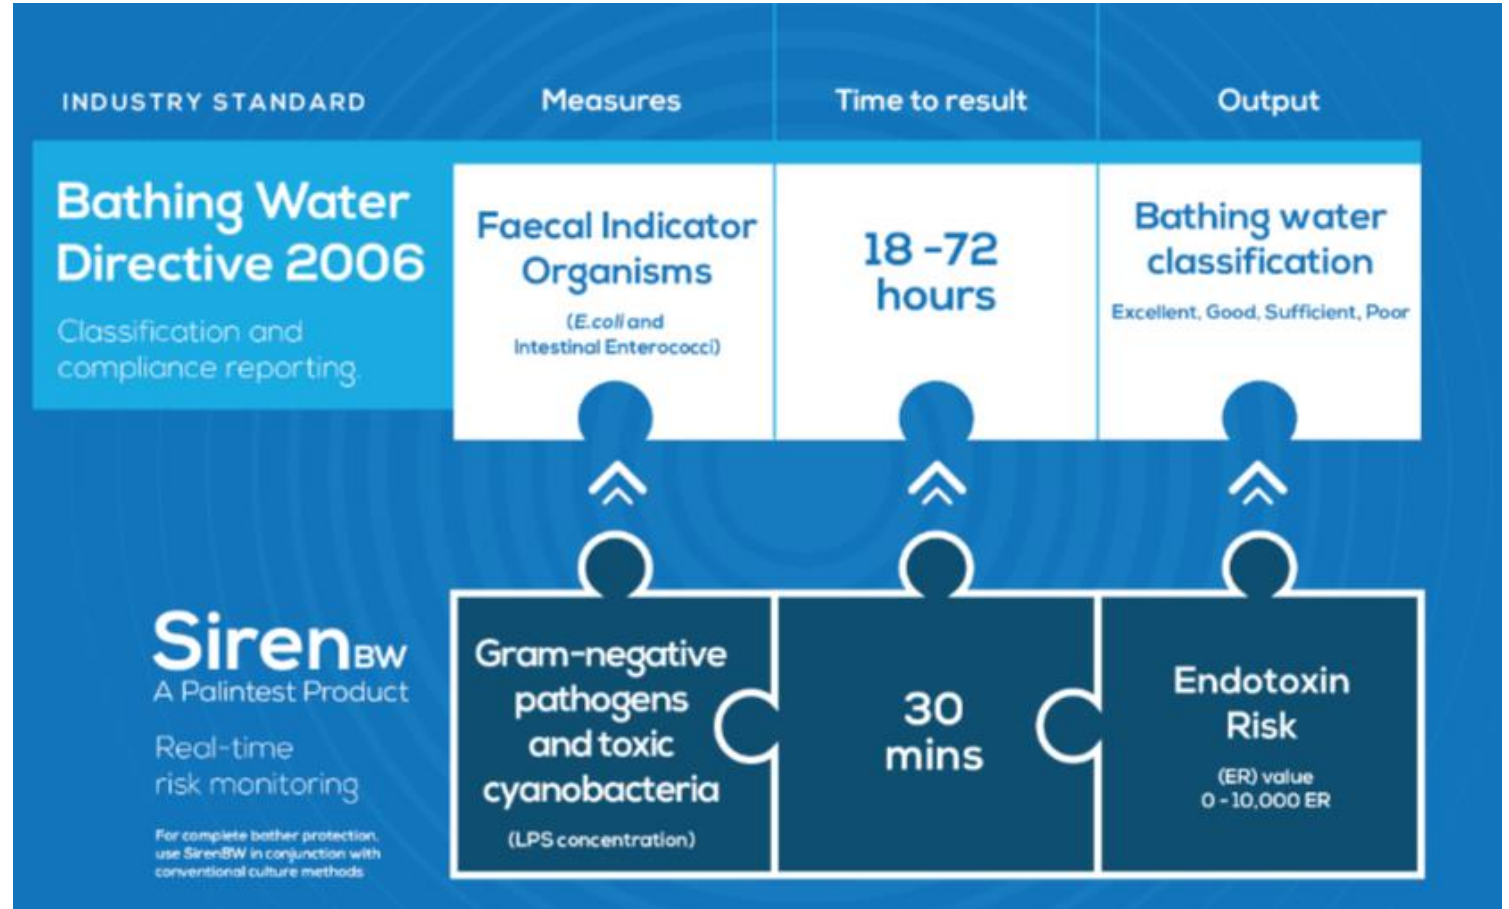 INDUSTRY STANDARD
Measures
Time to result
Output
Bathing Water
Directive 2006
Classification and
compliance reporting.
Faecal Indicator
Organisms
(E.coli and
Intestinal Enterococci)
18 -72
hours
Bathing water
classification
Excellent, Good, Sufficient, Poor
SirenBW
A Palintest Product
Real-time
risk monitoring
For complete bather protection,
use SirenBW in conjunction with
conventional culture methods
Gram-negative
pathogens
and toxic
cyanobacteria
(LPS concentration)
30
mins
Endotoxin
Risk
(ER) value
0 - 10,000 ER